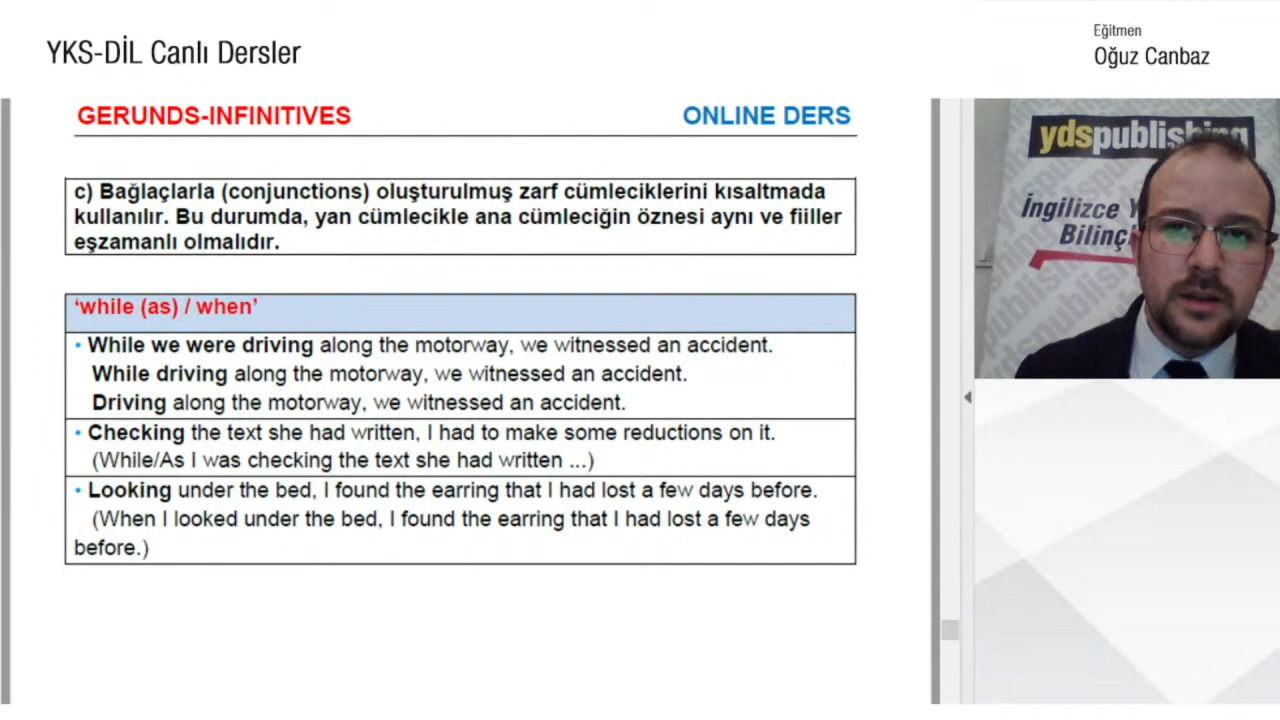 YKS-DİL Canlı Dersler
Eğitmen
Oğuz Canbaz
GERUNDS-INFINITIVES
ONLINE DERS
c) Bağlaçlarla (conjunctions) oluşturulmuş zarf cümleciklerini kısaltmada
kullanılır. Bu durumda, yan cümlecikle ana cümleciğin öznesi aynı ve fiiller
eşzamanlı olmalıdır.
‘while (as) / when’
• While we were driving along the motorway, we witnessed an accident.
While driving along the motorway, we witnessed an accident.
Driving along the motorway, we witnessed an accident.
• Checking the text she had written, I had to make some reductions on it.
(While/As I was checking the text she had written ...)
• Looking under the bed, I found the earring that I had lost a few days before.
(When I looked under the bed, I found the earring that I had lost a few days
before.)
ydspublishing
İngilizce